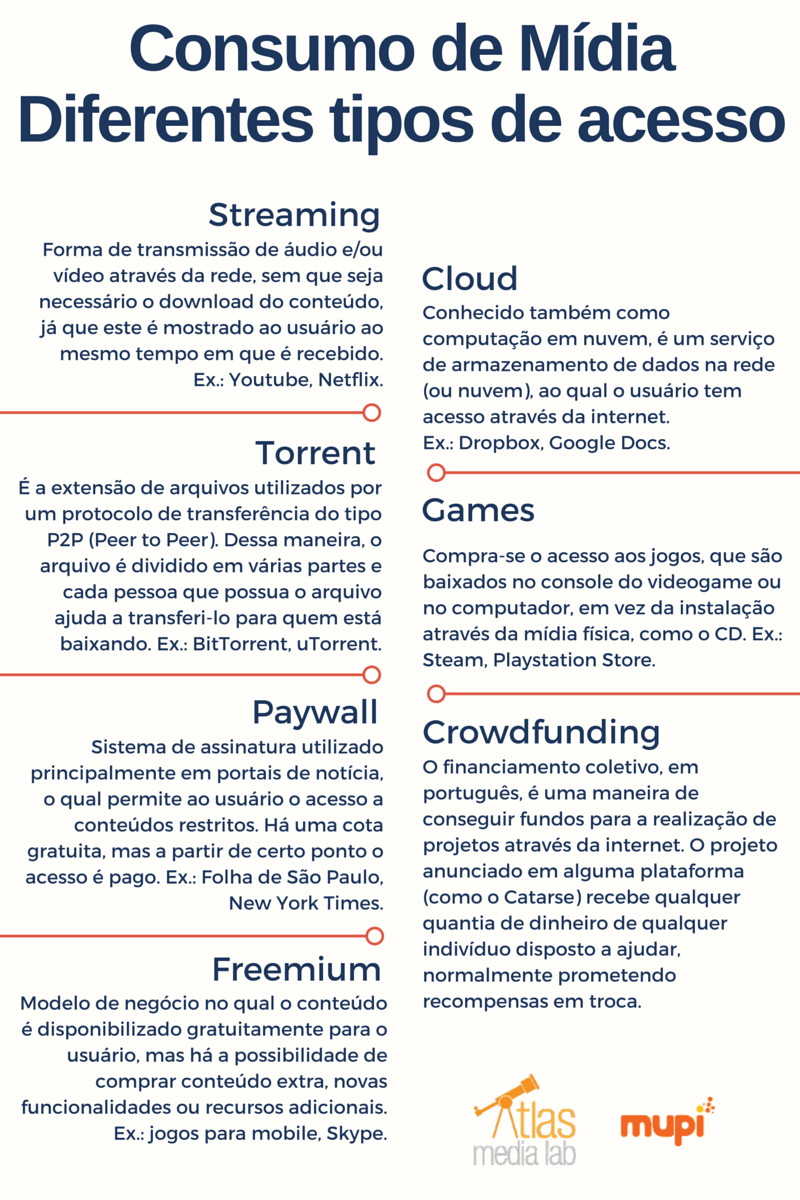 Consumo de Mídia
Diferentes tipos de acesso
Streaming
Forma de transmissão de áudio e/ou
vídeo através da rede, sem que seja
necessário o download do conteúdo,
já que este é mostrado ao usuário ao
mesmo tempo em que é recebido.
Ex.: Youtube, Netflix.
Torrent
É a extensão de arquivos utilizados por
um protocolo de transferência do tipo
P2P (Peer to Peer). Dessa maneira, o
arquivo é dividido em várias partes e
cada pessoa que possua o arquivo
ajuda a transferi-lo para quem está
baixando. Ex.: BitTorrent, uTorrent.
Paywall
Sistema de assinatura utilizado
principalmente em portais de notícia,
o qual permite ao usuário o acesso a
conteúdos restritos. Há uma cota
gratuita, mas a partir de certo ponto o
acesso é pago. Ex.: Folha de São Paulo,
New York Times.
Freemium
Modelo de negócio no qual o conteúdo
é disponibilizado gratuitamente para o
usuário, mas há a possibilidade de
comprar conteúdo extra, novas
funcionalidades ou recursos adicionais.
Ex.: jogos para mobile, Skype.
Cloud
Conhecido também como
computação em nuvem, é um serviço
de armazenamento de dados na rede
(ou nuvem), ao qual o usuário tem
acesso através da internet.
Ex.: Dropbox, Google Docs.
Games
Compra-se o acesso aos jogos, que são
baixados no console do videogame ou
no computador, em vez da instalação
através da mídia física, como o CD. Ex.:
Steam, Playstation Store.
Crowdfunding
O financiamento coletivo, em
português, é uma maneira de
conseguir fundos para a realização de
projetos através da internet. O projeto
anunciado em alguma plataforma
(como o Catarse) recebe qualquer
quantia de dinheiro de qualquer
indivíduo disposto a ajudar,
normalmente prometendo
recompensas em troca.
Atlas
media lab
mupi